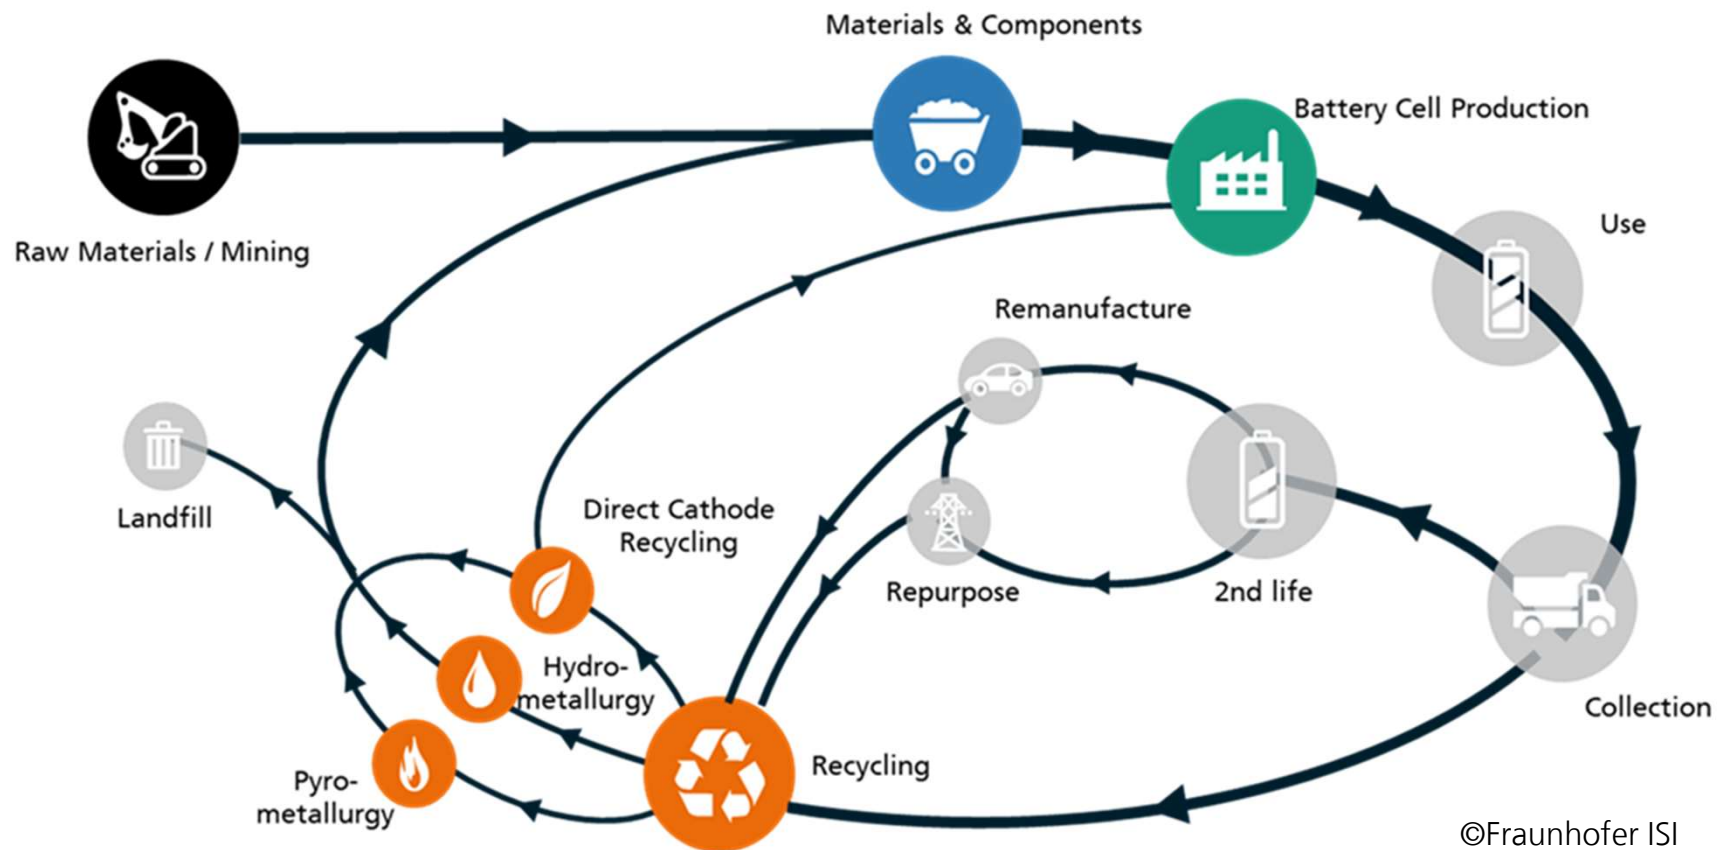 Materials & Components
Battery Cell Production
Raw Materials / Mining
Use
Remanufacture
Landfill
Direct Cathode
Recycling
Repurpose
2nd life
Hydro-
metallurgy
Collection
Recycling
Pyro-
metallurgy
©Fraunhofer ISI